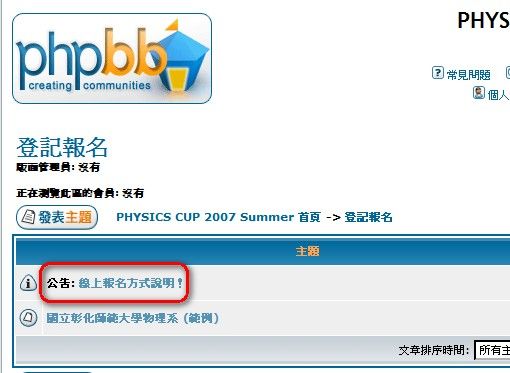 phpbb
creating communities
PHYS
常見問題
個人
登記報名
版面管理員: 沒有
正在瀏覽此區的會員: 沒有
發表主題 PHYSICS CUP 2007 Summer 首頁 -> 登記報名
主題
公告: 線上報名方式說明!
國立彰化師範大學物理系 (範例)
文章排序時間: 所有主